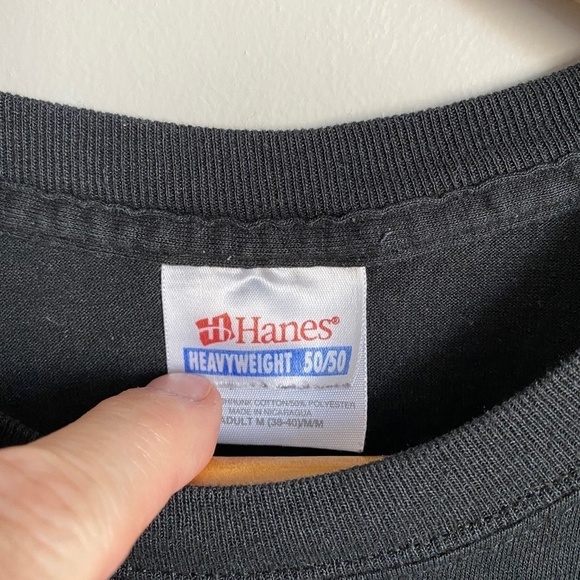 Hanes®
HEAVYWEIGHT 50/50
COTTON/50% POLYESTER
MADE IN NICARAGUA
ADULT M (38-40)/M/M